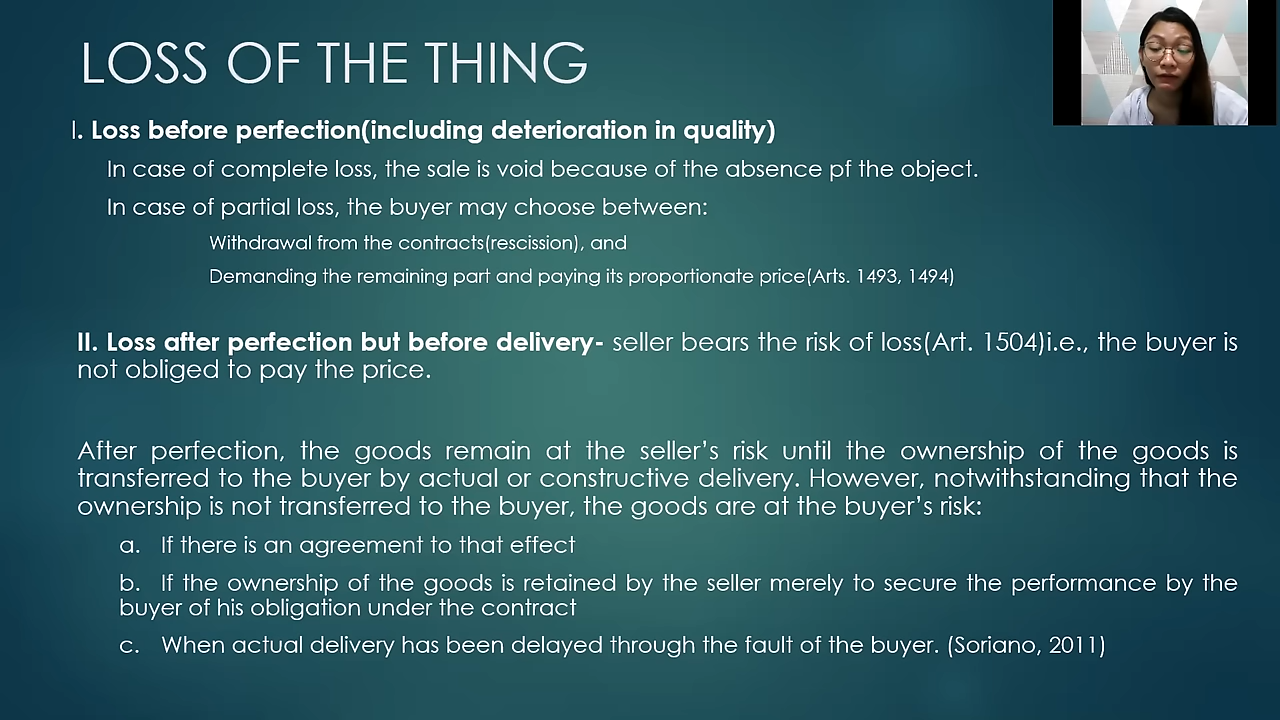 LOSS OF THE THING
I. Loss before perfection(including deterioration in quality)
In case of complete loss, the sale is void because of the absence pf the object.
In case of partial loss, the buyer may choose between:
Withdrawal from the contracts(rescission), and
Demanding the remaining part and paying its proportionate price(Arts. 1493, 1494)
II. Loss after perfection but before delivery- seller bears the risk of loss(Art. 1504)i.e., the buyer is
not obliged to pay the price.
After perfection, the goods remain at the seller's risk until the ownership of the goods is
transferred to the buyer by actual or constructive delivery. However, notwithstanding that the
ownership is not transferred to the buyer, the goods are at the buyer's risk:
a. If there is an agreement to that effect
b. If the ownership of the goods is retained by the seller merely to secure the performance by the
buyer of his obligation under the contract
c. When actual delivery has been delayed through the fault of the buyer. (Soriano, 2011)